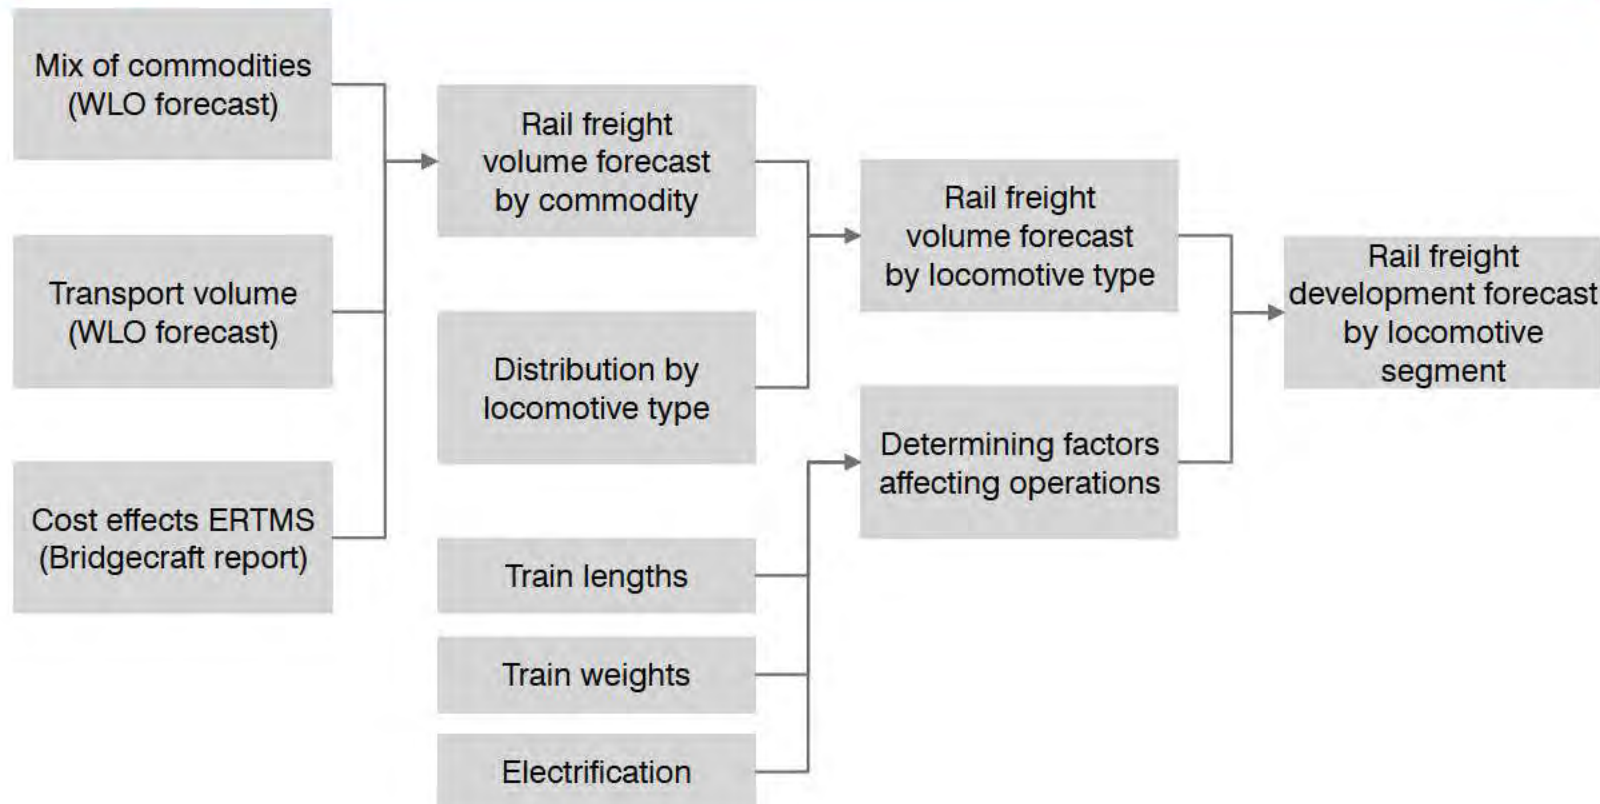 Mix of commodities
(WLO forecast)
Transport volume
(WLO forecast)
Cost effects ERTMS
(Bridgecraft report)
Rail freight
volume forecast
by commodity
Distribution by
locomotive type
Train lengths
Train weights
Electrification
Rail freight
volume forecast
by locomotive type
Determining factors
affecting operations
Rail freight
development forecast
by locomotive
segment